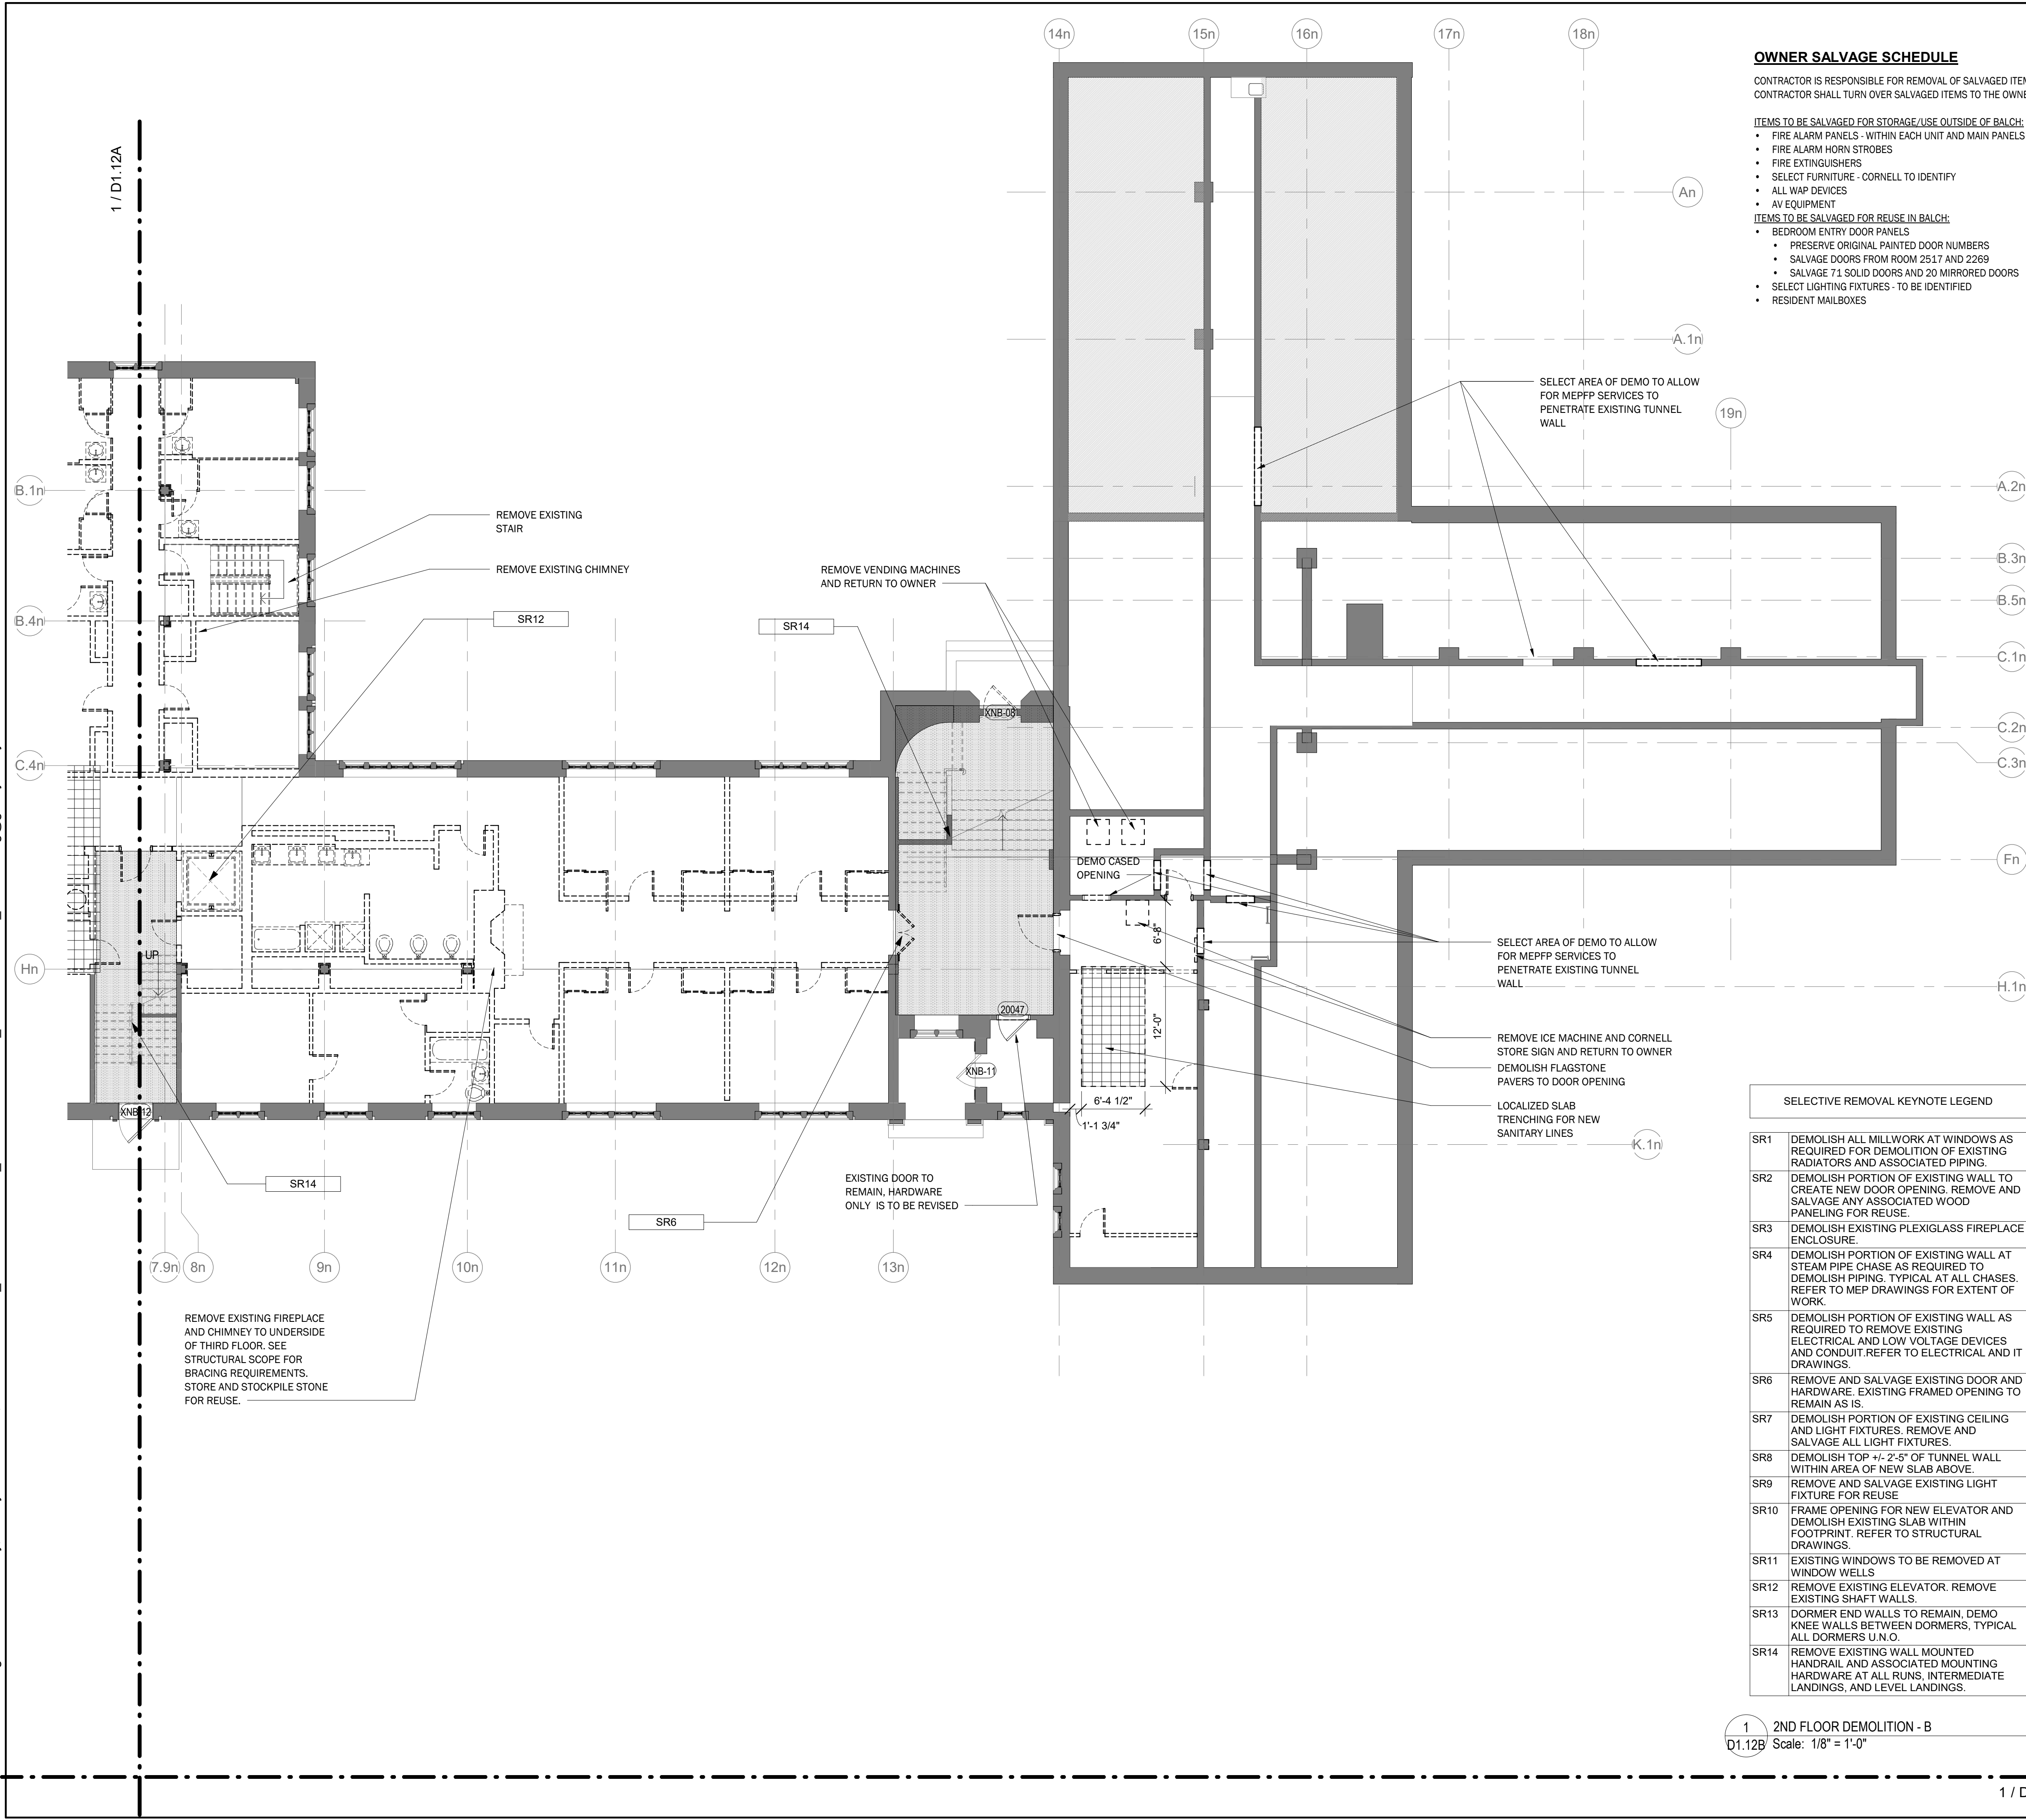 14n
15n
16n
17n
18n
OWNER SALVAGE SCHEDULE
CONTRACTOR IS RESPONSIBLE FOR REMOVAL OF SALVAGED
CONTRACTOR SHALL TURN OVER SALVAGED ITEMS TO THE
ITEMS TO BE SALVAGED FOR STORAGE/USE OUTSIDE OF BALCH:
• FIRE ALARM PANELS - WITHIN EACH UNIT AND MAIN PANELS
• FIRE ALARM HORN STROBES
• FIRE EXTINGUISHERS
• SELECT FURNITURE - CORNELL TO IDENTIFY
• ALL WAP DEVICES
• AV EQUIPMENT
ITEMS TO BE SALVAGED FOR REUSE IN BALCH:
• BEDROOM ENTRY DOOR PANELS
• PRESERVE ORIGINAL PAINTED DOOR NUMBERS
• SALVAGE DOORS FROM ROOM 2517 AND 2269
• SALVAGE 71 SOLID DOORS AND 20 MIRRORED DOORS
• SELECT LIGHTING FIXTURES - TO BE IDENTIFIED
• RESIDENT MAILBOXES
1 / D1.12A
An
A.1n
SELECT AREA OF DEMO TO ALLOW
FOR MEPFP SERVICES TO
PENETRATE EXISTING TUNNEL
WALL
19n
B.1n
A.2n
REMOVE EXISTING
STAIR
REMOVE EXISTING CHIMNEY
REMOVE VENDING MACHINES
AND RETURN TO OWNER
B.3n
B.5n
B.4n
SR12
SR14
C.1n
XNB-08
C.2n
C.4n
C.3n
DEMO CASED
OPENING
Fn
6'-8"
SELECT AREA OF DEMO TO ALLOW
FOR MEPFP SERVICES TO
PENETRATE EXISTING TUNNEL
WALL
UP
Hn
H.1n
20047
12'-0"
REMOVE ICE MACHINE AND CORNELL
STORE SIGN AND RETURN TO OWNER
DEMOLISH FLAGSTONE
PAVERS TO DOOR OPENING
XNB-11
6'-4 1/2"
1'-1 3/4"
LOCALIZED SLAB
TRENCHING FOR NEW
SANITARY LINES
XNB-12
K.1n
SR14
SR6
EXISTING DOOR TO
REMAIN, HARDWARE
ONLY IS TO BE REVISED
7.9n
8n
9n
10n
11n
12n
13n
REMOVE EXISTING FIREPLACE
AND CHIMNEY TO UNDERSIDE
OF THIRD FLOOR. SEE
STRUCTURAL SCOPE FOR
BRACING REQUIREMENTS.
STORE AND STOCKPILE STONE
FOR REUSE.
SELECTIVE REMOVAL KEYNOTE LEGEND
SR1 DEMOLISH ALL MILLWORK AT WINDOWS AS
REQUIRED FOR DEMOLITION OF EXISTING
RADIATORS AND ASSOCIATED PIPING.
SR2 DEMOLISH PORTION OF EXISTING WALL TO
CREATE NEW DOOR OPENING. REMOVE AND
SALVAGE ANY ASSOCIATED WOOD
PANELING FOR REUSE.
SR3 DEMOLISH EXISTING PLEXIGLASS FIREPLACE
ENCLOSURE.
SR4 DEMOLISH PORTION OF EXISTING WALL AT
STEAM PIPE CHASE AS REQUIRED TO
DEMOLISH PIPING. TYPICAL AT ALL CHASES.
REFER TO MEP DRAWINGS FOR EXTENT OF
WORK.
SR5 DEMOLISH PORTION OF EXISTING WALL AS
REQUIRED TO REMOVE EXISTING
ELECTRICAL AND LOW VOLTAGE DEVICES
AND CONDUIT.REFER TO ELECTRICAL AND IT
DRAWINGS.
SR6 REMOVE AND SALVAGE EXISTING DOOR AND
HARDWARE. EXISTING FRAMED OPENING TO
REMAIN AS IS.
SR7 DEMOLISH PORTION OF EXISTING CEILING
AND LIGHT FIXTURES. REMOVE AND
SALVAGE ALL LIGHT FIXTURES.
SR8 DEMOLISH TOP +/- 2'-5" OF TUNNEL WALL
WITHIN AREA OF NEW SLAB ABOVE.
SR9 REMOVE AND SALVAGE EXISTING LIGHT
FIXTURE FOR REUSE
SR10 FRAME OPENING FOR NEW ELEVATOR AND
DEMOLISH EXISTING SLAB WITHIN
FOOTPRINT. REFER TO STRUCTURAL
DRAWINGS.
SR11 EXISTING WINDOWS TO BE REMOVED AT
WINDOW WELLS
SR12 REMOVE EXISTING ELEVATOR. REMOVE
EXISTING SHAFT WALLS.
SR13 DORMER END WALLS TO REMAIN, DEMO
KNEE WALLS BETWEEN DORMERS, TYPICAL
ALL DORMERS U.N.O.
SR14 REMOVE EXISTING WALL MOUNTED
HANDRAIL AND ASSOCIATED MOUNTING
HARDWARE AT ALL RUNS, INTERMEDIATE
LANDINGS, AND LEVEL LANDINGS.
1
D1.12B
2ND FLOOR DEMOLITION - B
Scale: 1/8" = 1'-0"
1 /